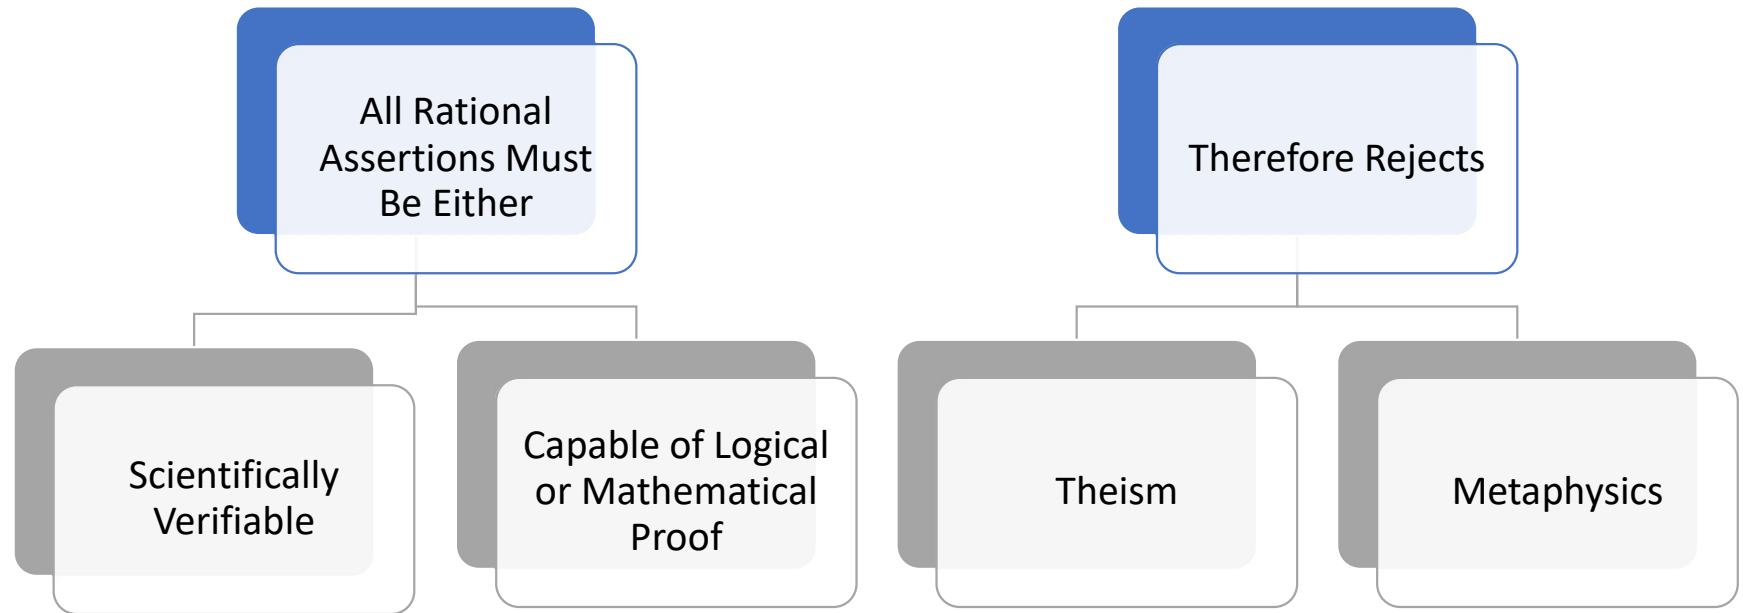 All Rational
Assertions Must
Be Either
Therefore Rejects
Scientifically
Verifiable
Capable of Logical
or Mathematical
Proof
Theism
Metaphysics